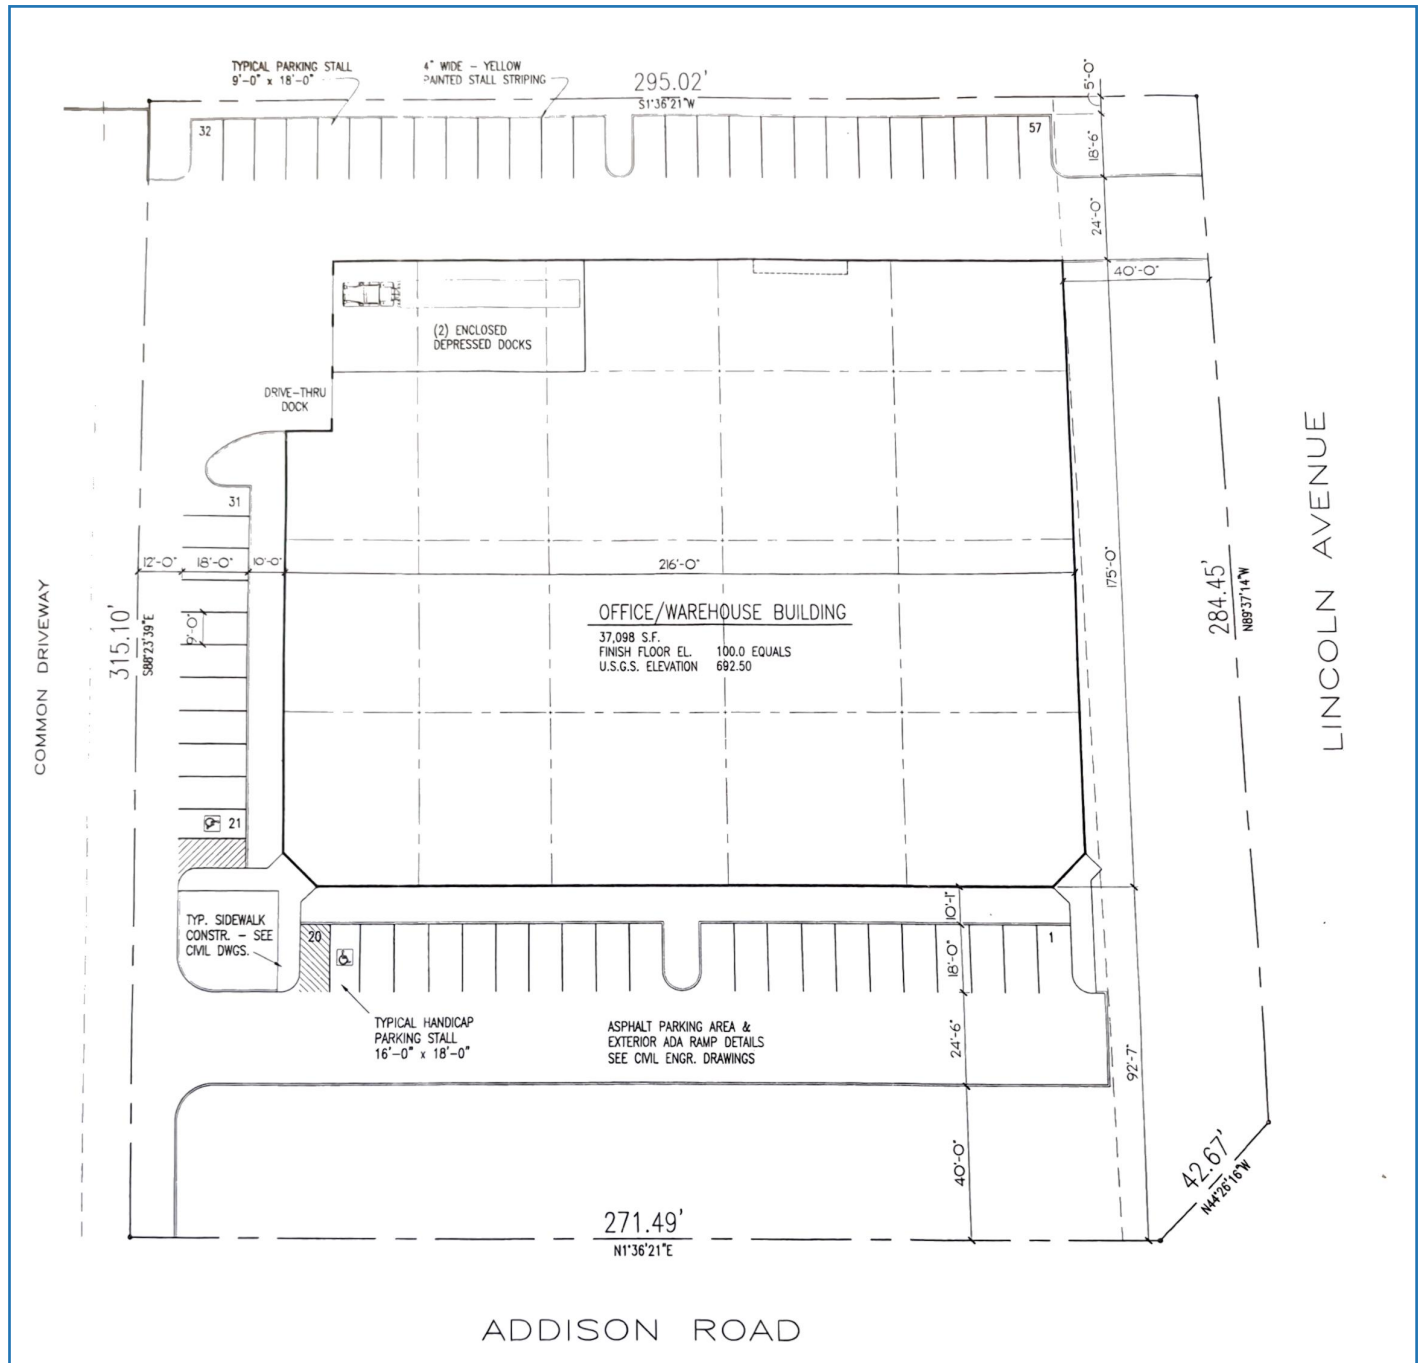 TYPICAL PARKING STALL
9'-0" x 18'-0"
4" WIDE - YELLOW
PAINTED STALL STRIPING
295.02'
S1°36'21"W
5'-0"
32
57
18'-6"
24'-0"
40'-0"
(2) ENCLOSED
DEPRESSED DOCKS
DRIVE-THRU
DOCK
31
12'-0"
18'-0"
10'-0"
216'-0"
175'-0"
9'-0"
OFFICE/WAREHOUSE BUILDING
37,098 S.F.
FINISH FLOOR EL. 100.0 EQUALS
U.S.G.S. ELEVATION 692.50
COMMON DRIVEWAY
315.10'
S88°23'39"E
284.45'
N89°37'14"W
LINCOLN AVENUE
21
TYP. SIDEWALK
CONSTR. - SEE
CIVIL DWGS.
20
1
10'-1"
18'-0"
TYPICAL HANDICAP
PARKING STALL
16'-0" x 18'-0"
ASPHALT PARKING AREA &
EXTERIOR ADA RAMP DETAILS
SEE CIVIL ENGR. DRAWINGS
24'-6"
92'-7"
40'-0"
42.67'
N44°26'16"W
271.49'
N1°36'21"E
ADDISON ROAD